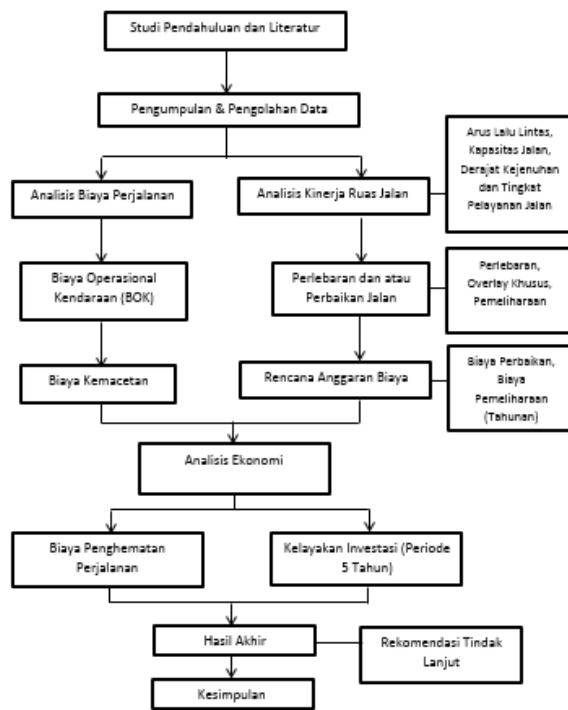 Studi Pendahuluan dan Literatur
Pengumpulan & Pengolahan Data
Arus Lalu Lintas,
Kapasitas Jalan,
Derajat Kejenuhan
dan Tingkat
Pelayanan Jalan
Analisis Biaya Perjalanan
Analisis Kinerja Ruas Jalan
Biaya Operasional
Kendaraan (BOK)
Perlebaran dan atau
Perbaikan Jalan
Perlebaran,
Overlay Khusus,
Pemeliharaan
Biaya Kemacetan
Rencana Anggaran Biaya
Biaya Perbaikan,
Biaya
Pemeliharaan
(Tahunan)
Analisis Ekonomi
Biaya Penghematan
Perjalanan
Kelayakan Investasi (Periode
5 Tahun)
Hasil Akhir
Rekomendasi Tindak
Lanjut
Kesimpulan